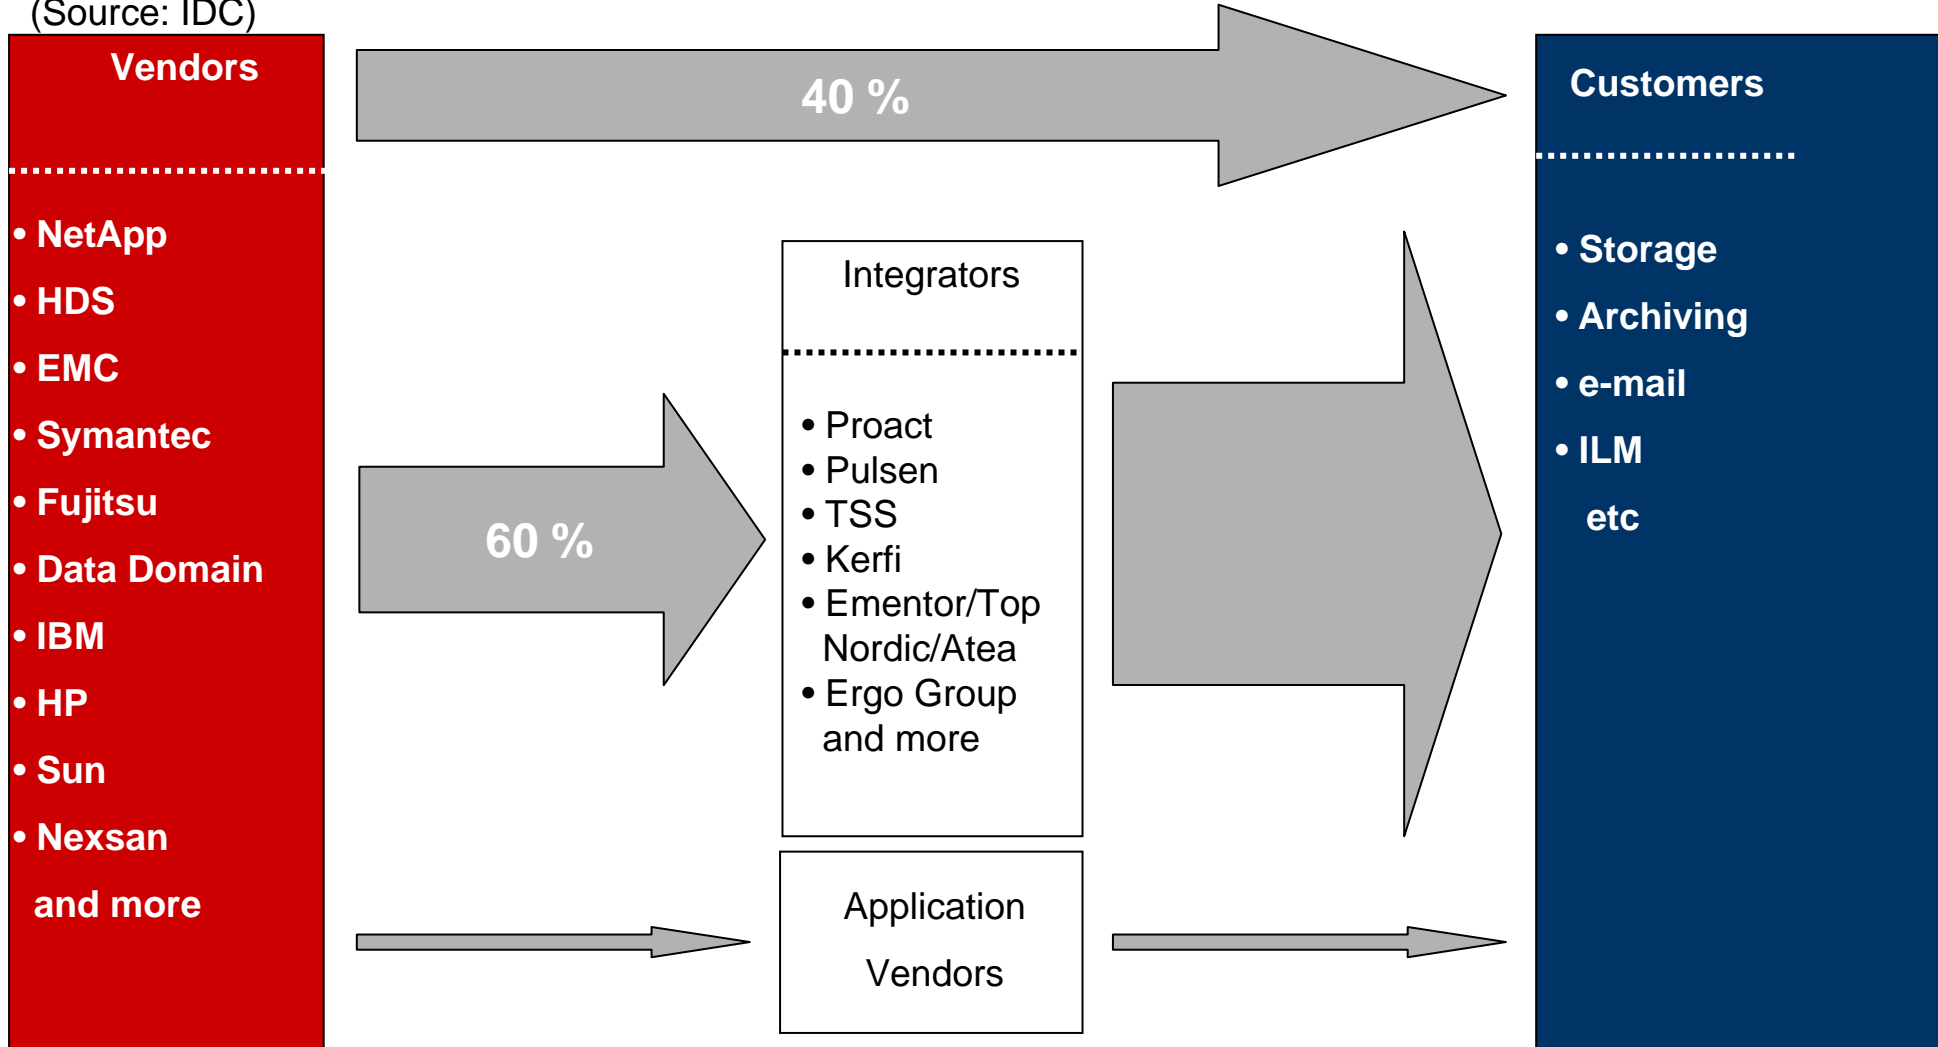 (Source: IDC)
Vendors
• NetApp
• HDS
• EMC
• Symantec
• Fujitsu
• Data Domain
• IBM
• HP
• Sun
• Nexsan
and more
40 %
60 %
Integrators
• Proact
• Pulsen
• TSS
• Kerfi
• Ementor/Top
Nordic/Atea
• Ergo Group
and more
Application
Vendors
Customers
• Storage
• Archiving
• e-mail
• ILM
etc